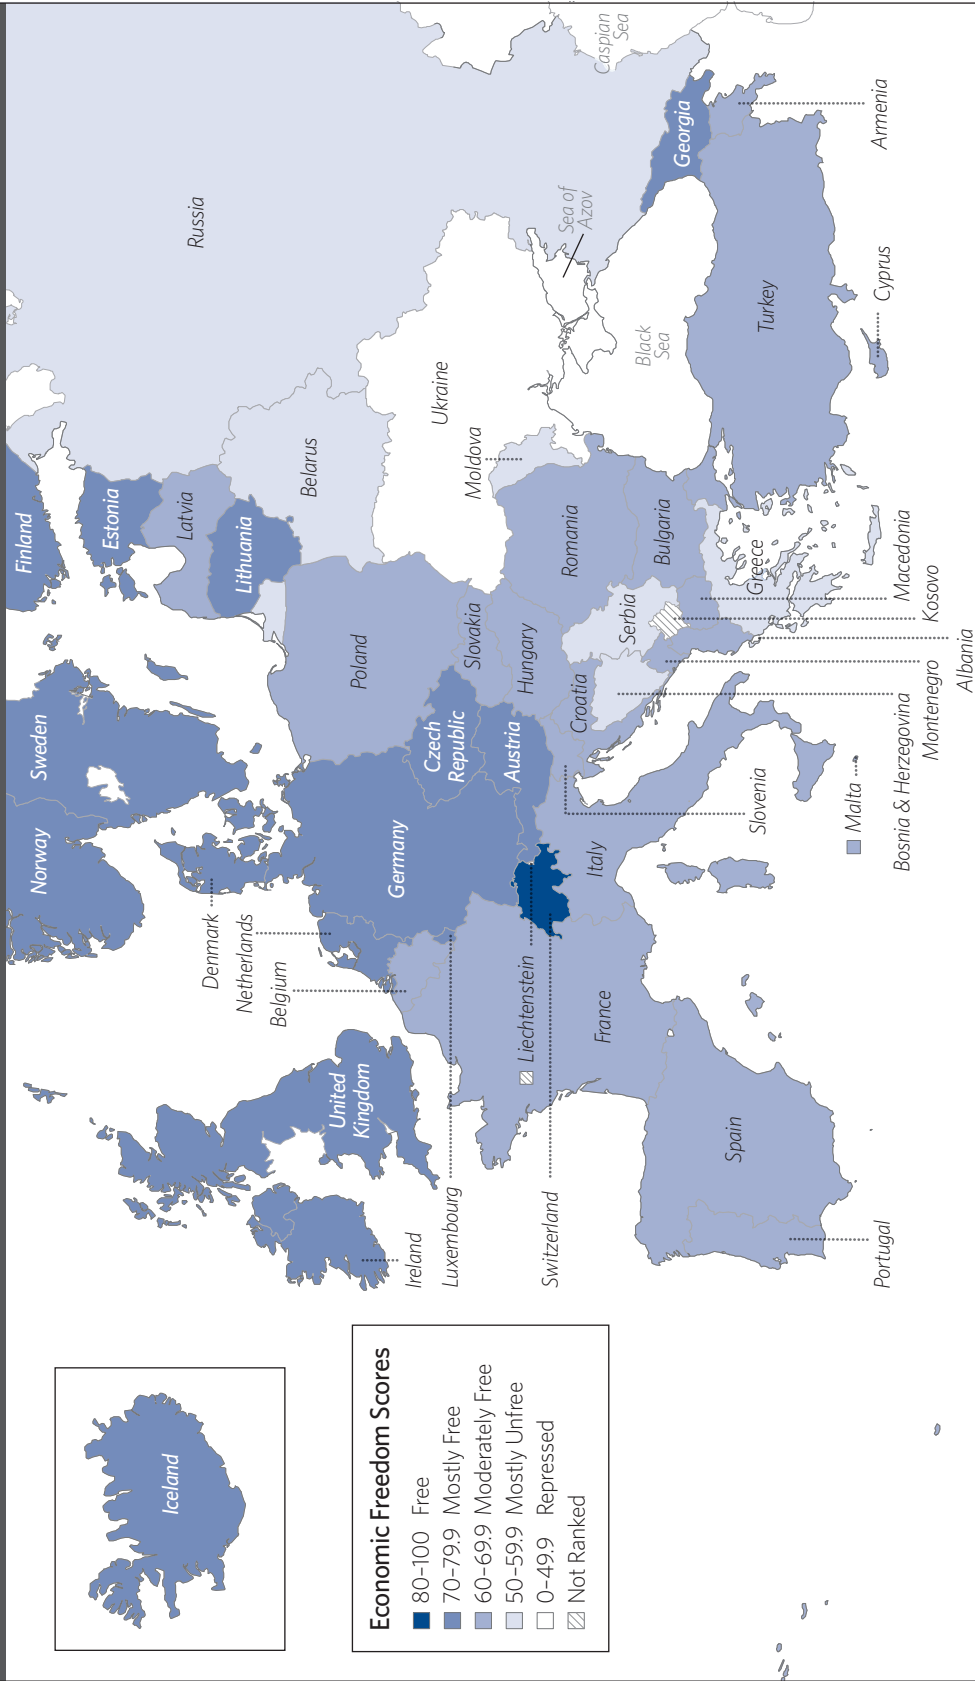 Iceland
Economic Freedom Scores
80–100 Free
70–79.9 Mostly Free
60–69.9 Moderately Free
50–59.9 Mostly Unfree
0–49.9 Repressed
Not Ranked
Norway
Sweden
Finland
Russia
Estonia
Latvia
Lithuania
Belarus
Denmark
Netherlands
Belgium
Germany
Poland
United
Kingdom
Ireland
Luxembourg
Czech
Republic
Slovakia
Ukraine
Moldova
Austria
Hungary
Liechtenstein
Switzerland
France
Italy
Croatia
Serbia
Romania
Bulgaria
Black
Sea
Sea of
Azov
Caspian
Sea
Georgia
Spain
Portugal
Slovenia
Greece
Turkey
Malta
Cyprus
Armenia
Bosnia & Herzegovina
Montenegro
Albania
Kosovo
Macedonia